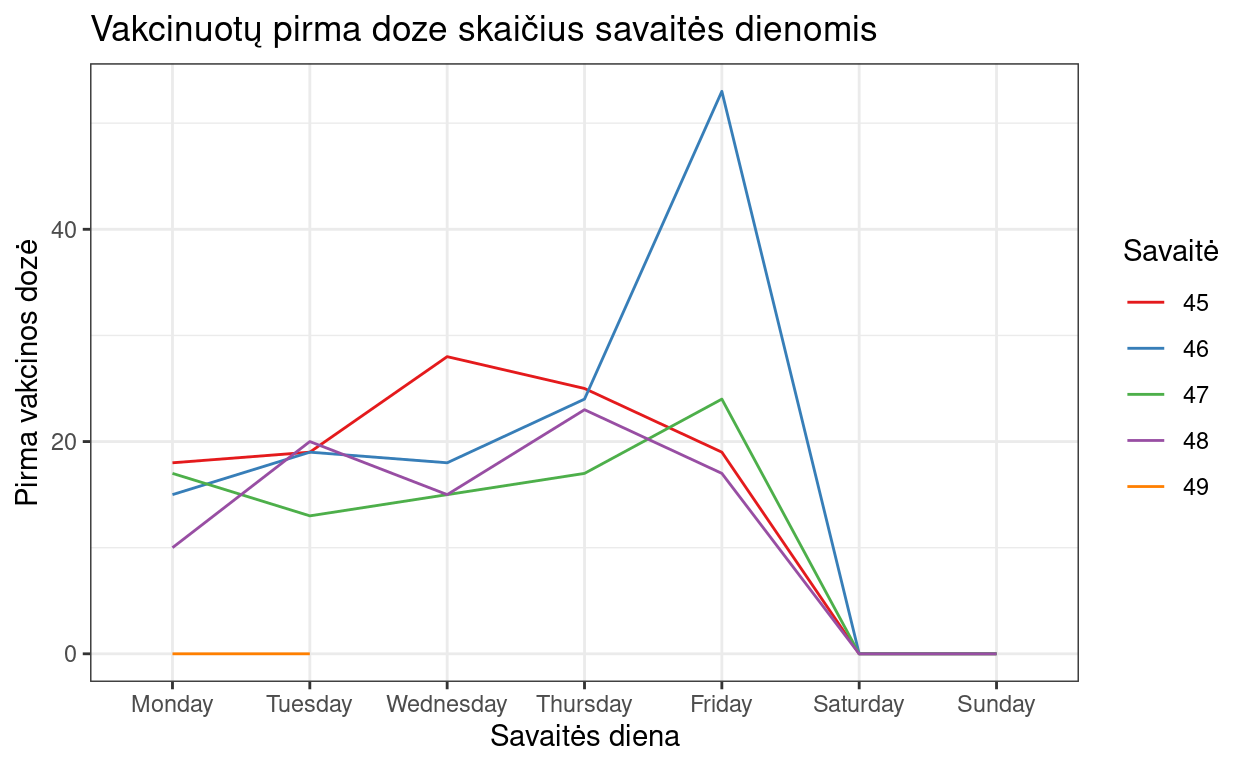 Vakcinuotų pirma doze skaičius savaitės dienomis
Pirma vakcinos dozė
40
20
0
Monday
Tuesday
Wednesday
Thursday
Friday
Saturday
Sunday
Savaitės diena
Savaitė
45
46
47
48
49